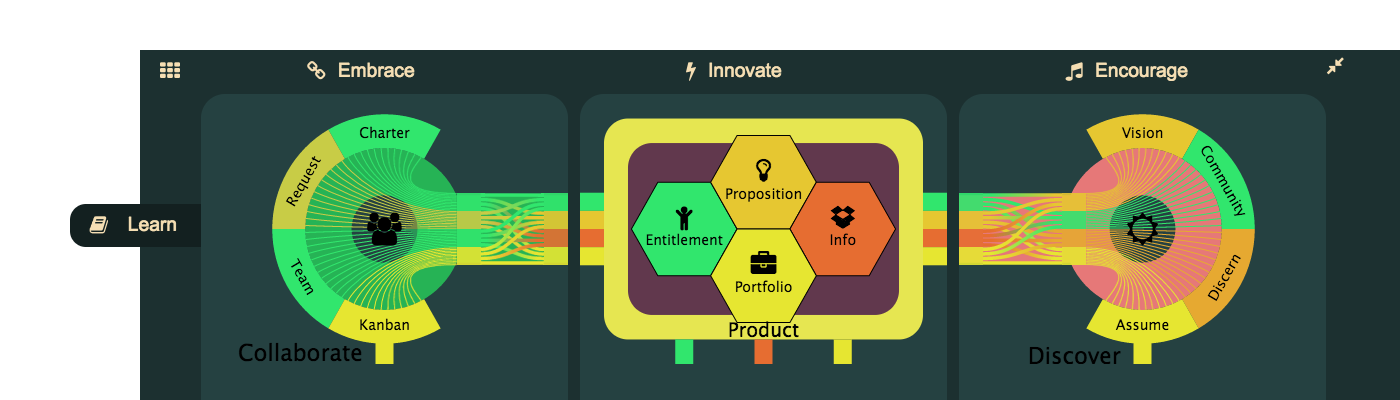 Embrace
Innovate
Encourage
Learn
Charter
Request
Team
Kanban
Collaborate
Proposition
Entitlement
Info
Portfolio
Product
Vision
Community
Discern
Assume
Discover